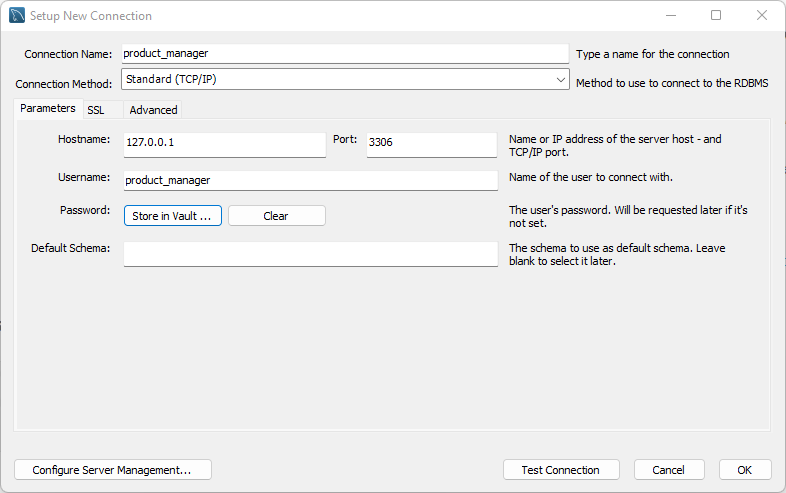 Setup New Connection
Connection Name: product_manager Type a name for the connection
Connection Method: Standard (TCP/IP) Method to use to connect to the RDBMS
Parameters SSL Advanced
Hostname: 127.0.0.1 Port: 3306 Name or IP address of the server host - and
TCP/IP port.
Username: product_manager Name of the user to connect with.
Password: Store in Vault ... Clear The user's password. Will be requested later if it's
not set.
Default Schema: The schema to use as default schema. Leave
blank to select it later.
Configure Server Management... Test Connection Cancel OK